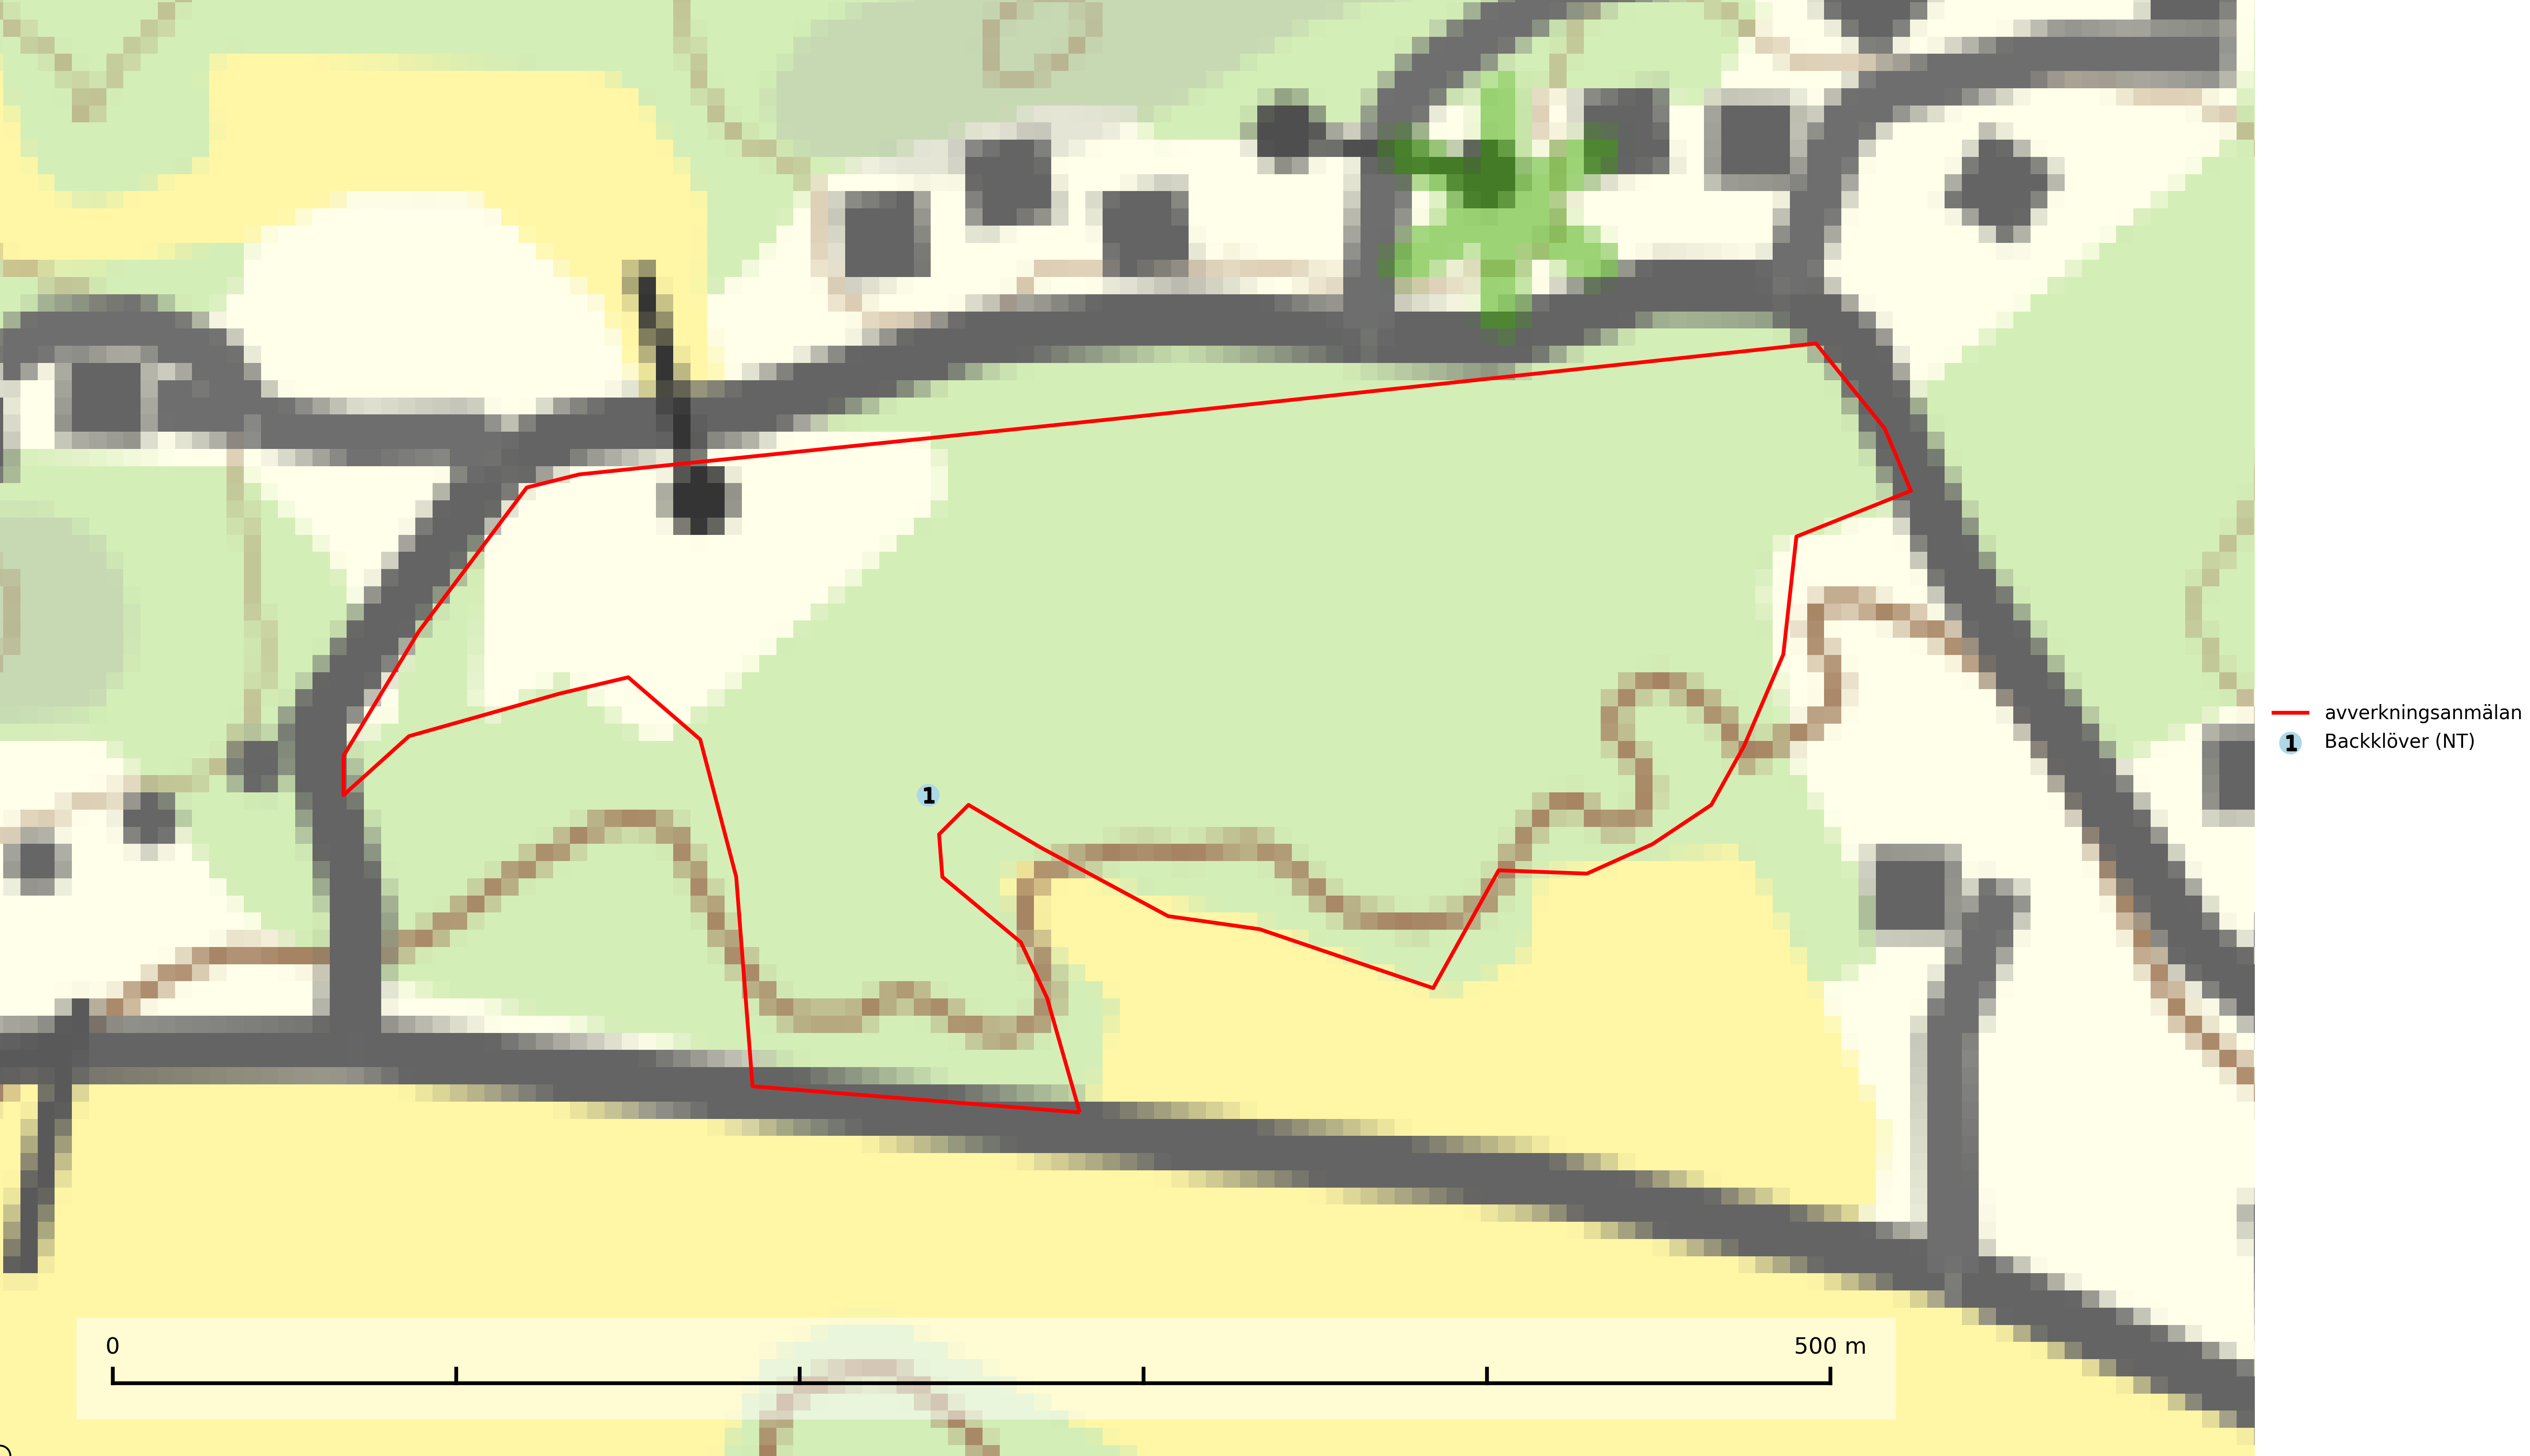 1
avverkningsanmälan
1 Backklöver (NT)
0 500 m